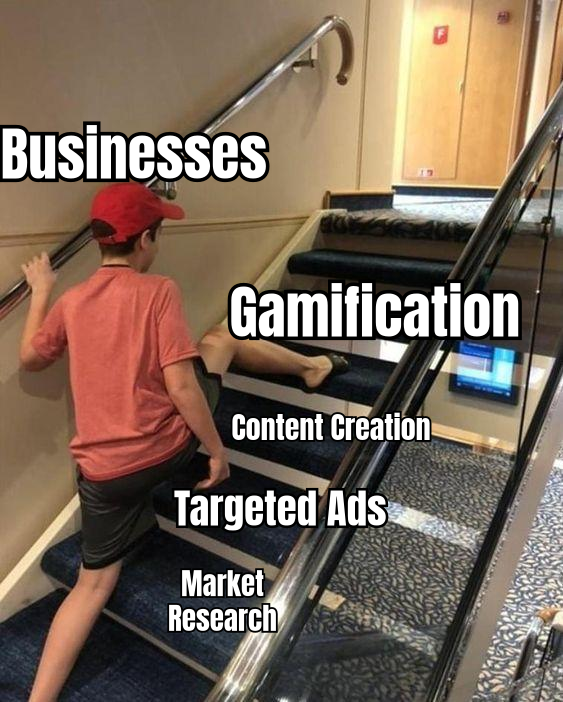 Businesses
Gamification
Content Creation
Targeted Ads
Market
Research